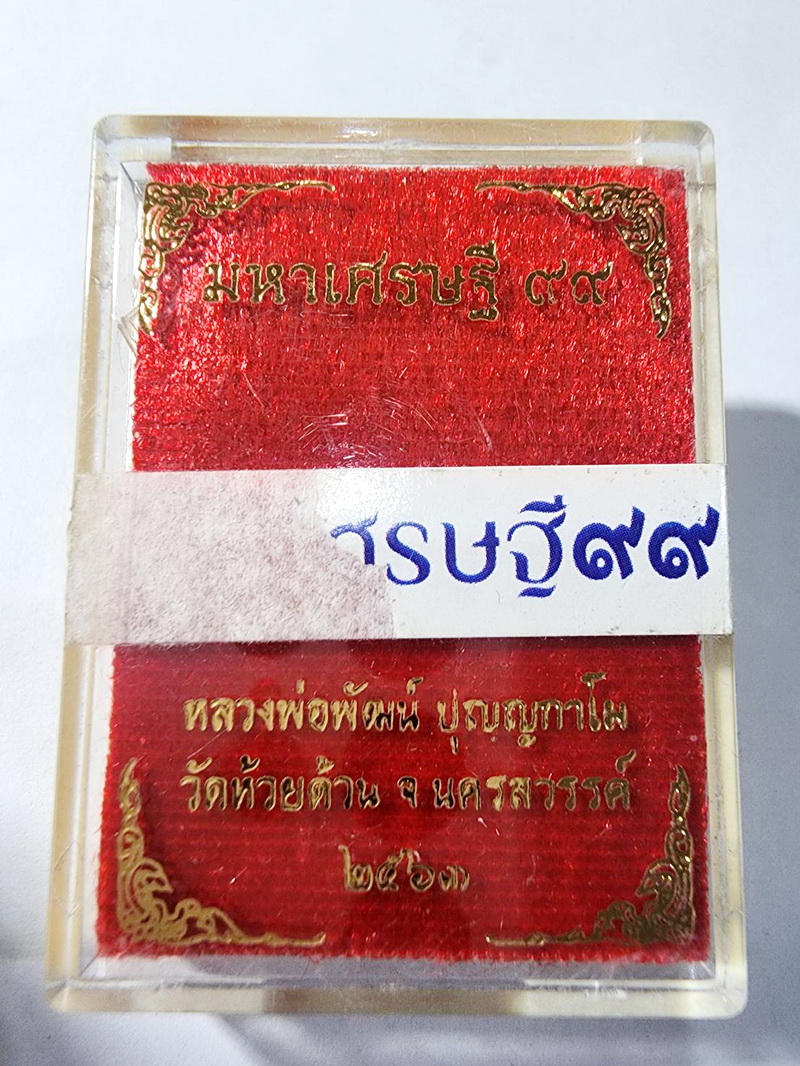 มหาเศรษฐี ๙๙
ศรษฐี๙๙
หลวงพ่อพัฒน์ ปุญญกาโม
วัดห้วยด้วน จ.นครสวรรค์
๒๕๖๓